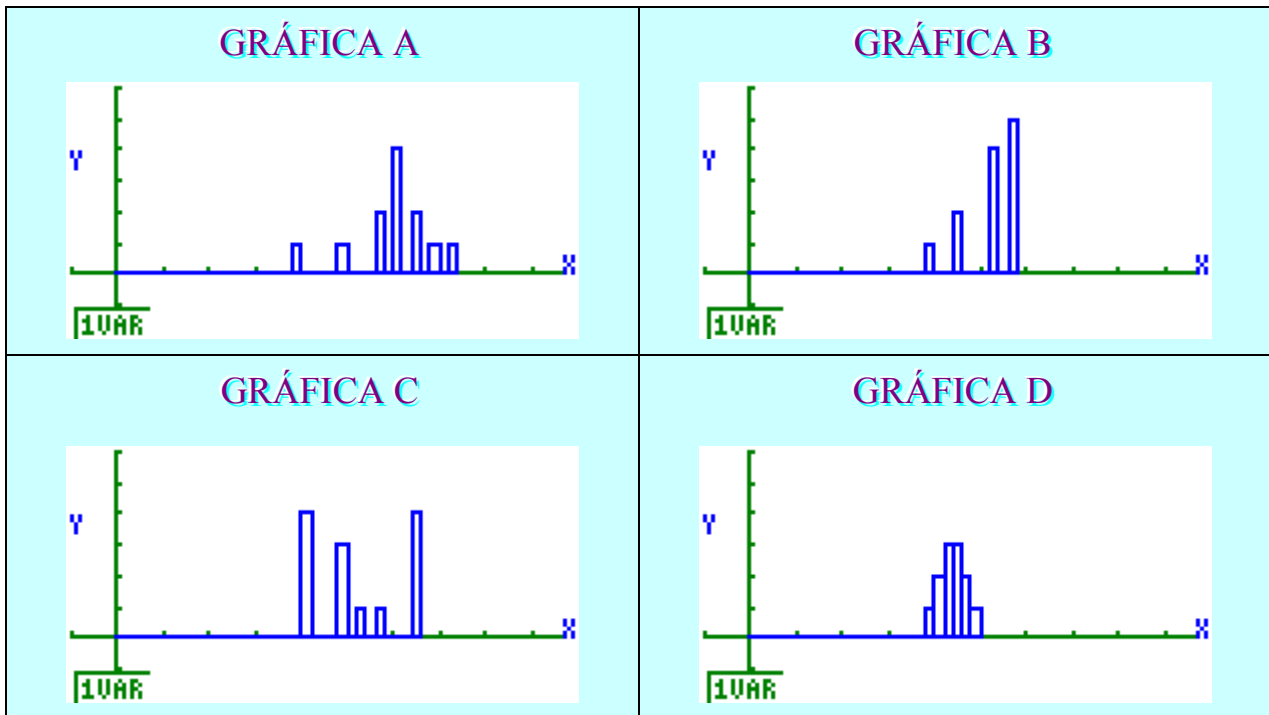 GRÁFICA A
Y
X
1VAR
GRÁFICA B
Y
X
1VAR
GRÁFICA C
Y
X
1VAR
GRÁFICA D
Y
X
1VAR